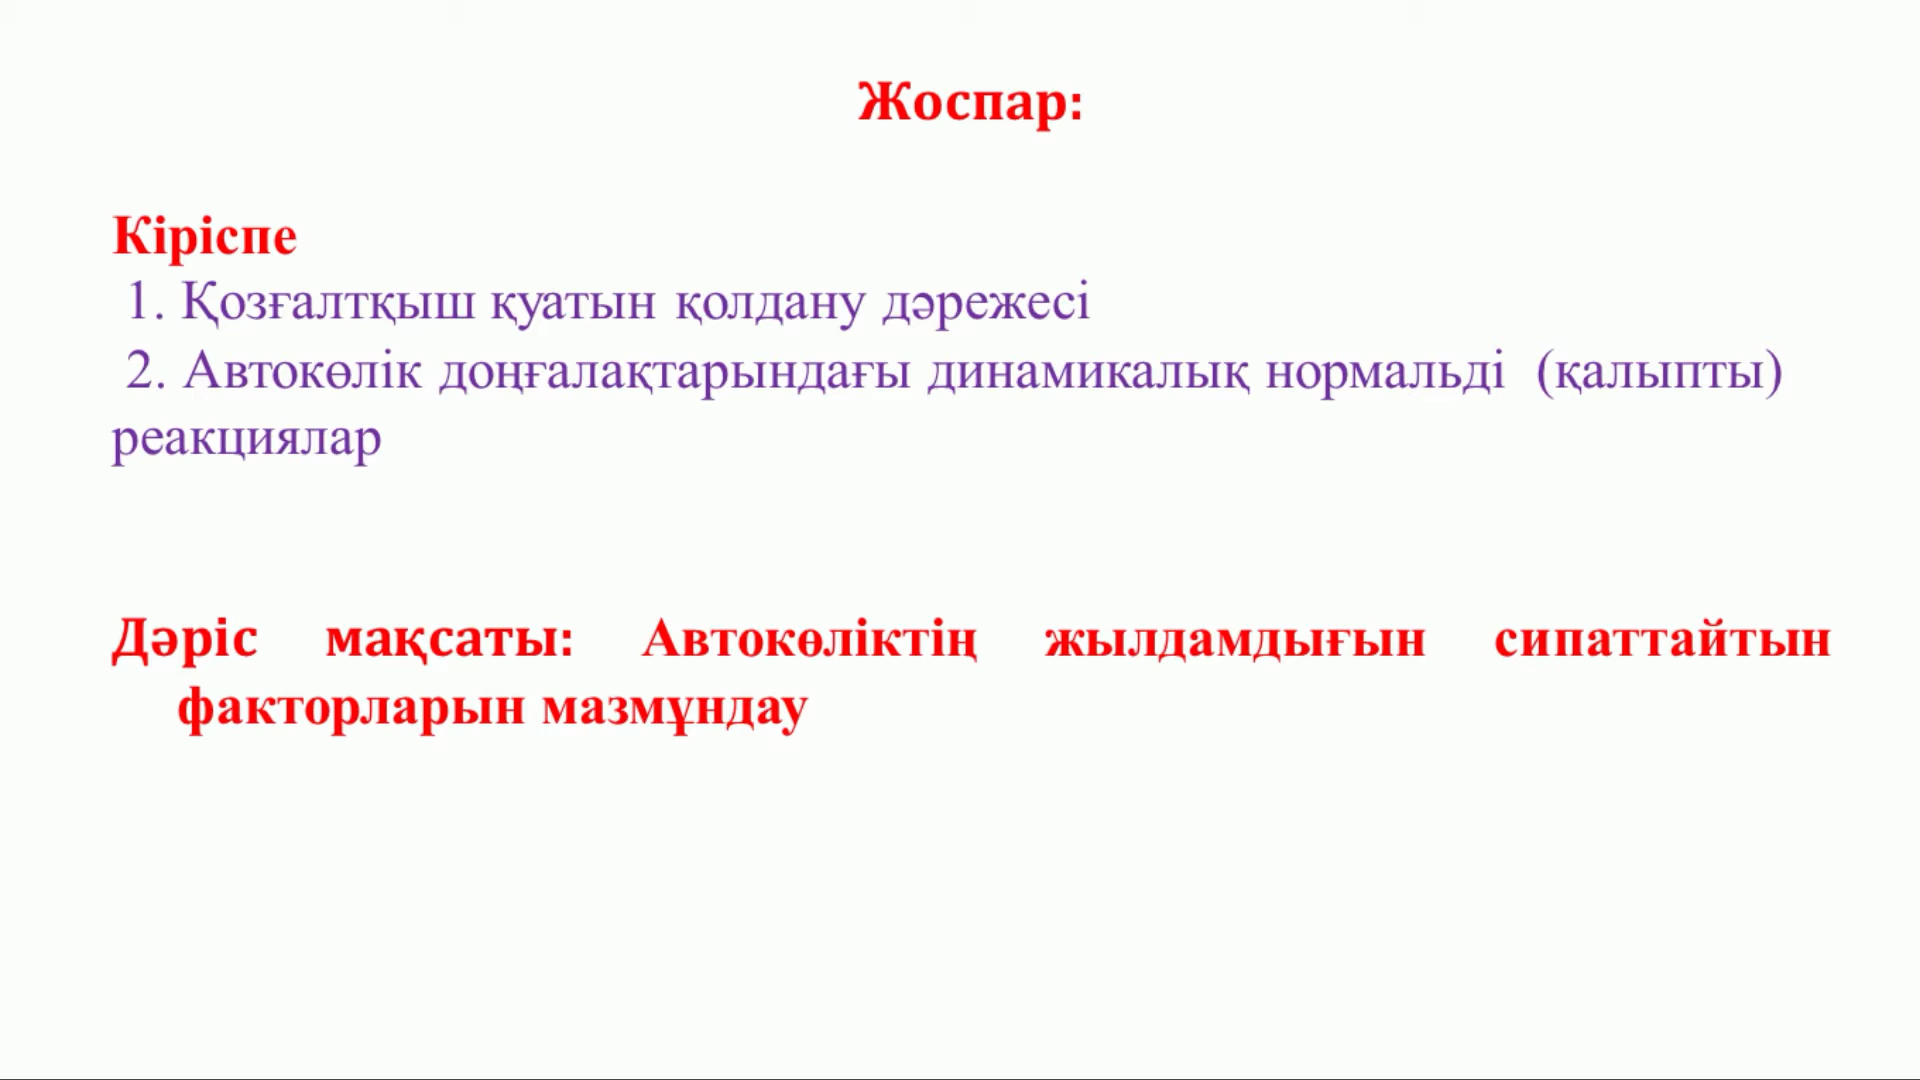 Жоспар:
Кіріспе
1. Қозғалтқыш қуатын қолдану дәрежесі
2. Автокөлік доңғалақтарындағы динамикалық нормальді (қалыпты)
реакциялар
Дәріс мақсаты: Автокөліктің жылдамдығын сипаттайтын
факторларын мазмұндау